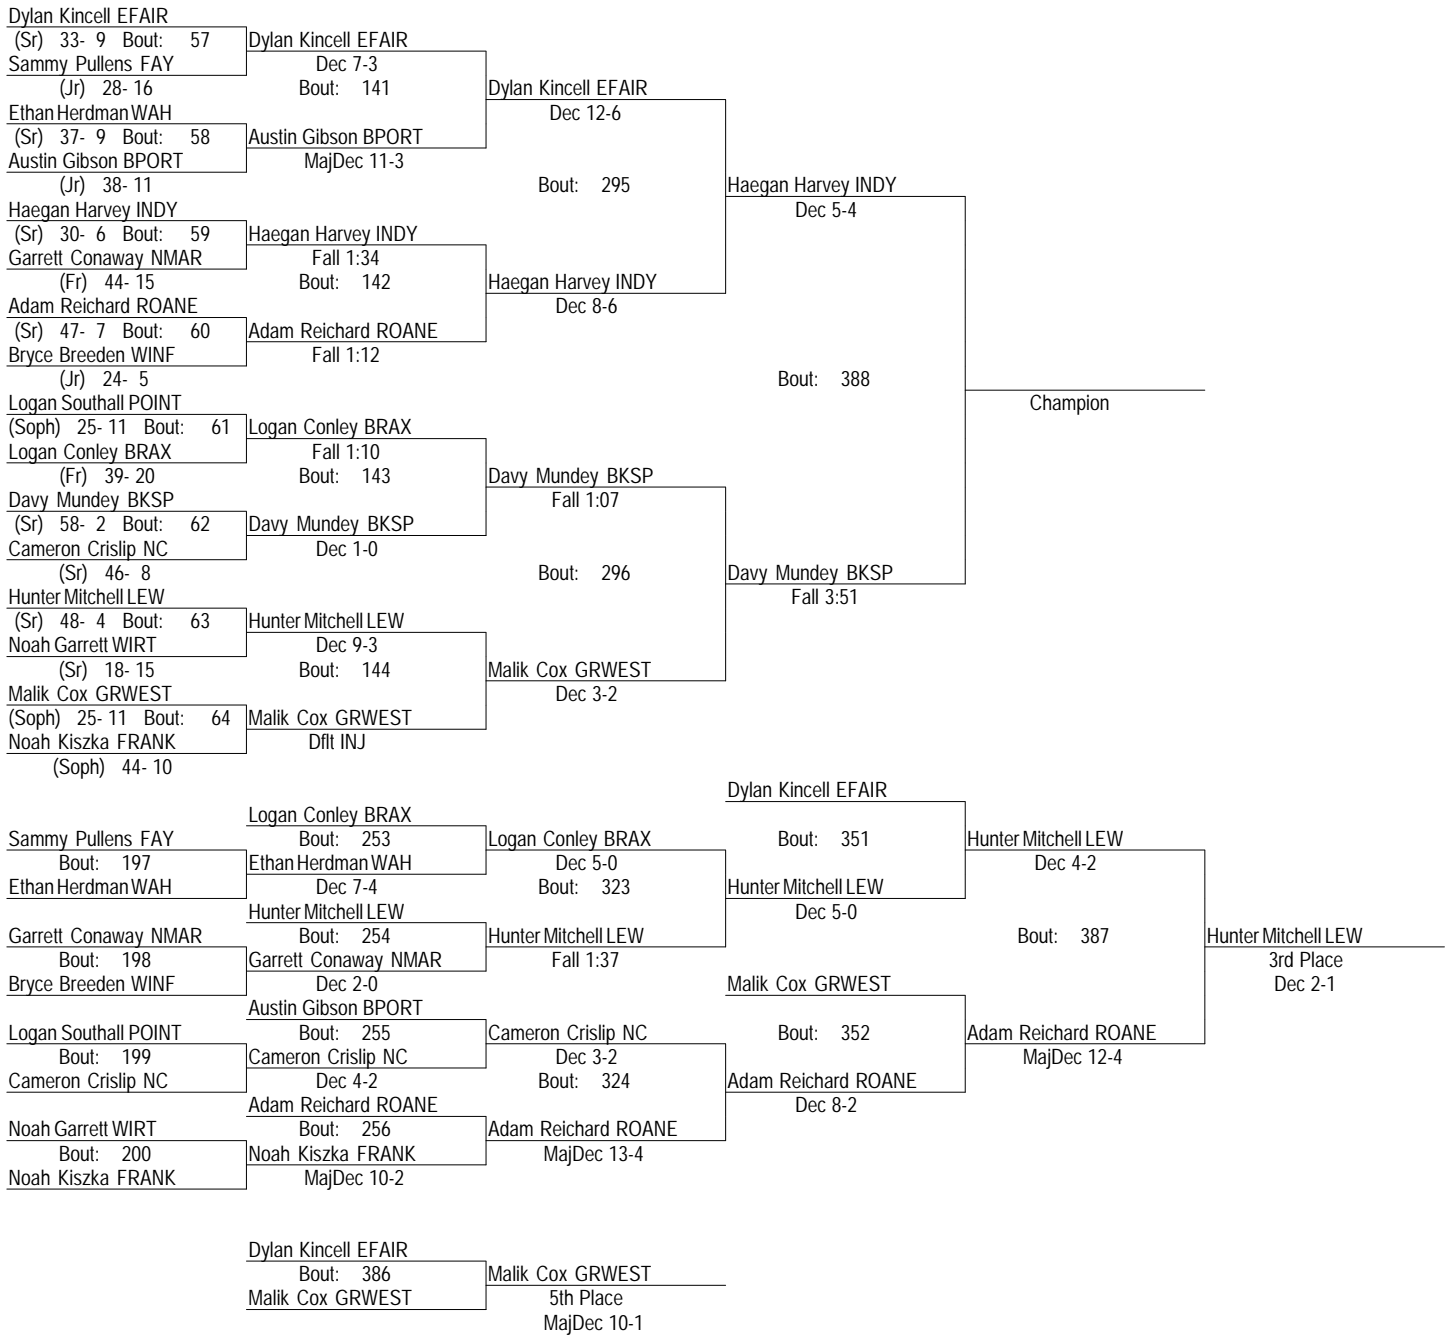 Dylan Kincell EFAIR
(Sr) 33- 9 Bout: 57
Sammy Pullens FAY
(Jr) 28- 16
Ethan Herdman WAH
(Sr) 37- 9 Bout: 58
Austin Gibson BPORT
(Jr) 38- 11
Haegan Harvey INDY
(Sr) 30- 6 Bout: 59
Garrett Conaway NMAR
(Fr) 44- 15
Adam Reichard ROANE
(Sr) 47- 7 Bout: 60
Bryce Breeden WINF
(Jr) 24- 5
Logan Southall POINT
(Soph) 25- 11 Bout: 61
Logan Conley BRAX
(Fr) 39- 20
Davy Mundey BKSP
(Sr) 58- 2 Bout: 62
Cameron Crislip NC
(Sr) 46- 8
Hunter Mitchell LEW
(Sr) 48- 4 Bout: 63
Noah Garrett WIRT
(Sr) 18- 15
Malik Cox GRWEST
(Soph) 25- 11 Bout: 64
Noah Kiszka FRANK
(Soph) 44- 10
Dylan Kincell EFAIR
Dec 7-3
Bout: 141
Austin Gibson BPORT
MajDec 11-3
Haegan Harvey INDY
Fall 1:34
Bout: 142
Adam Reichard ROANE
Fall 1:12
Logan Conley BRAX
Fall 1:10
Bout: 143
Davy Mundey BKSP
Dec 1-0
Hunter Mitchell LEW
Dec 9-3
Bout: 144
Malik Cox GRWEST
Dflt INJ
Dylan Kincell EFAIR
Dec 12-6
Bout: 295
Haegan Harvey INDY
Dec 8-6
Davy Mundey BKSP
Fall 1:07
Bout: 296
Malik Cox GRWEST
Dec 3-2
Haegan Harvey INDY
Dec 5-4
Bout: 388
Davy Mundey BKSP
Fall 3:51
Champion
Sammy Pullens FAY
Bout: 197
Ethan Herdman WAH
Garrett Conaway NMAR
Bout: 198
Bryce Breeden WINF
Logan Southall POINT
Bout: 199
Cameron Crislip NC
Noah Garrett WIRT
Bout: 200
Noah Kiszka FRANK
Logan Conley BRAX
Bout: 253
Ethan Herdman WAH
Dec 7-4
Hunter Mitchell LEW
Bout: 254
Garrett Conaway NMAR
Dec 2-0
Austin Gibson BPORT
Bout: 255
Cameron Crislip NC
Dec 4-2
Adam Reichard ROANE
Bout: 256
Noah Kiszka FRANK
MajDec 10-2
Logan Conley BRAX
Dec 5-0
Bout: 323
Hunter Mitchell LEW
Fall 1:37
Cameron Crislip NC
Dec 3-2
Bout: 324
Adam Reichard ROANE
MajDec 13-4
Dylan Kincell EFAIR
Bout: 351
Hunter Mitchell LEW
Dec 5-0
Malik Cox GRWEST
Bout: 352
Adam Reichard ROANE
Dec 8-2
Hunter Mitchell LEW
Dec 4-2
Bout: 387
Adam Reichard ROANE
MajDec 12-4
Hunter Mitchell LEW
3rd Place
Dec 2-1
Dylan Kincell EFAIR
Bout: 386
Malik Cox GRWEST
Malik Cox GRWEST
5th Place
MajDec 10-1